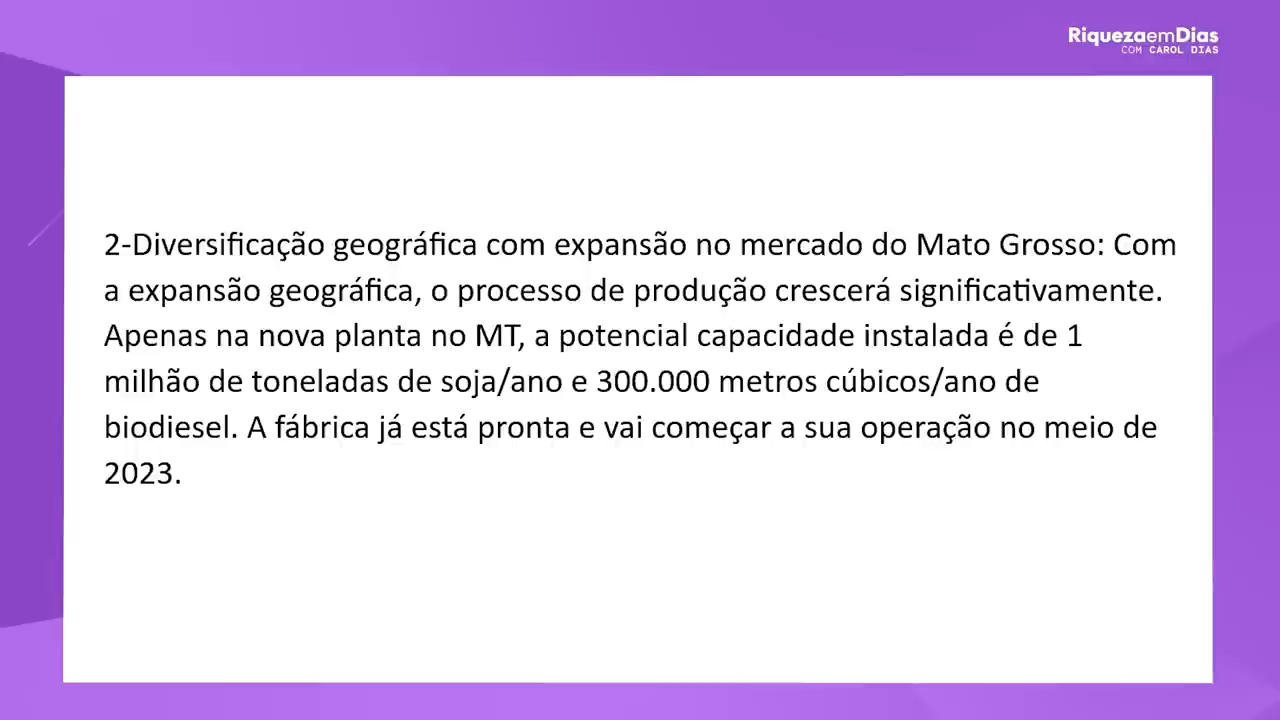 RiquezaemDias
COM CAROL DIAS
2-Diversificação geográfica com expansão no mercado do Mato Grosso: Com
a expansão geográfica, o processo de produção crescerá significativamente.
Apenas na nova planta no MT, a potencial capacidade instalada é de 1
milhão de toneladas de soja/ano e 300.000 metros cúbicos/ano de
biodiesel. A fábrica já está pronta e vai começar a sua operação no meio de
2023.